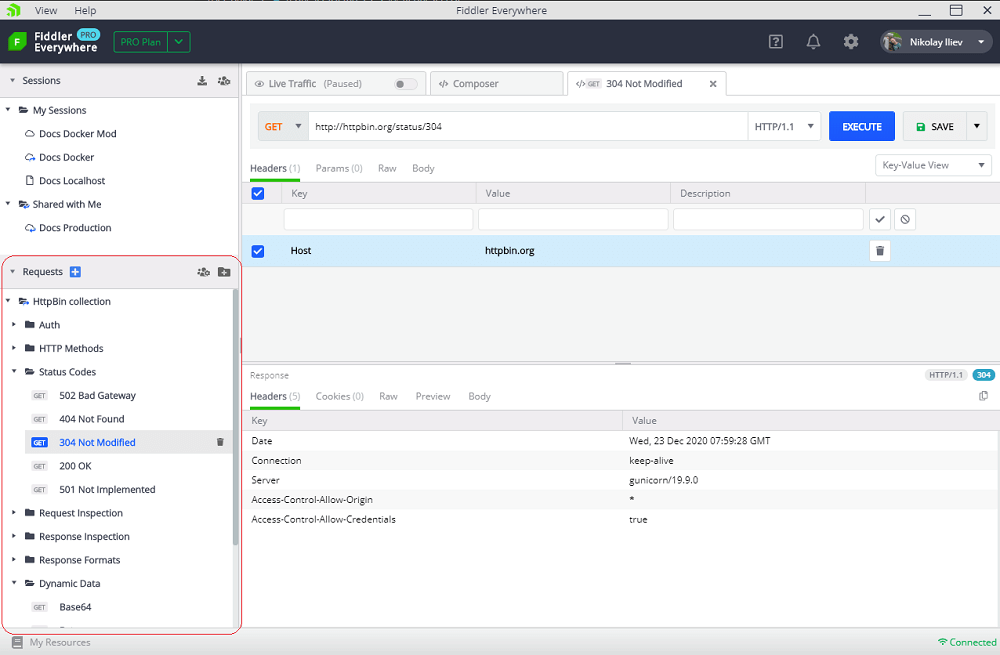 View Help Fiddler Everywhere
Fiddler Everywhere PRO
PRO Plan
Nikolay Iliev
Sessions
My Sessions
Docs Docker Mod
Docs Docker
Docs Localhost
Shared with Me
Docs Production
Requests
HttpBin collection
Auth
HTTP Methods
Status Codes
GET 502 Bad Gateway
GET 404 Not Found
GET 304 Not Modified
GET 200 OK
GET 501 Not Implemented
Request Inspection
Response Inspection
Response Formats
Dynamic Data
GET Base64
Live Traffic (Paused) Composer GET 304 Not Modified
GET http://httpbin.org/status/304 HTTP/1.1 EXECUTE SAVE
Headers (1) Params (0) Raw Body Key-Value View
Key Value Description
Host httpbin.org
Response HTTP/1.1 304
Headers (5) Cookies (0) Raw Preview Body
Key Value
Date Wed, 23 Dec 2020 07:59:28 GMT
Connection keep-alive
Server gunicorn/19.9.0
Access-Control-Allow-Origin *
Access-Control-Allow-Credentials true
My Resources Connected